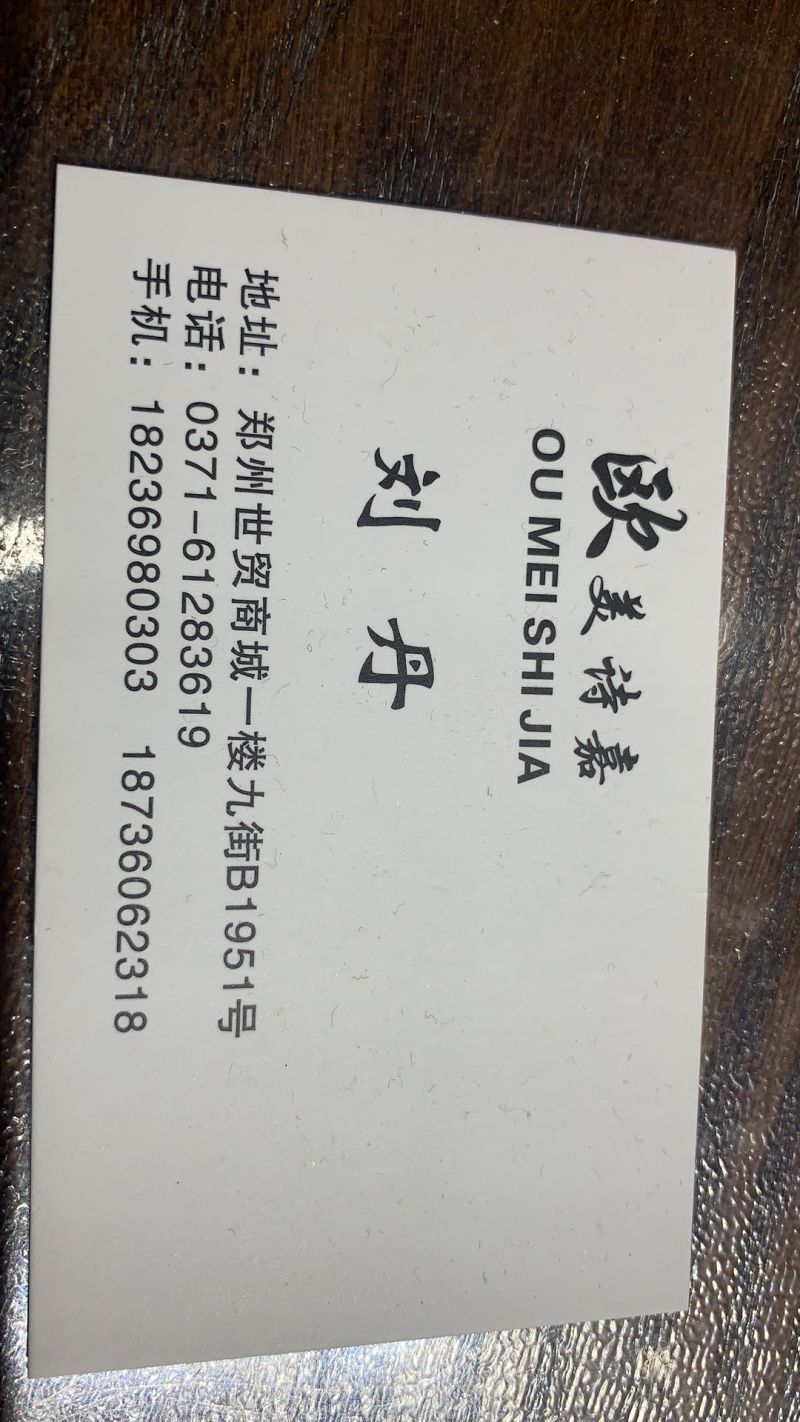 欧美诗嘉
OU MEI SHI JIA
刘 丹
地址：郑州世贸商城一楼九街B1951号
电话：0371-61283619
手机：18236980303 18736062318